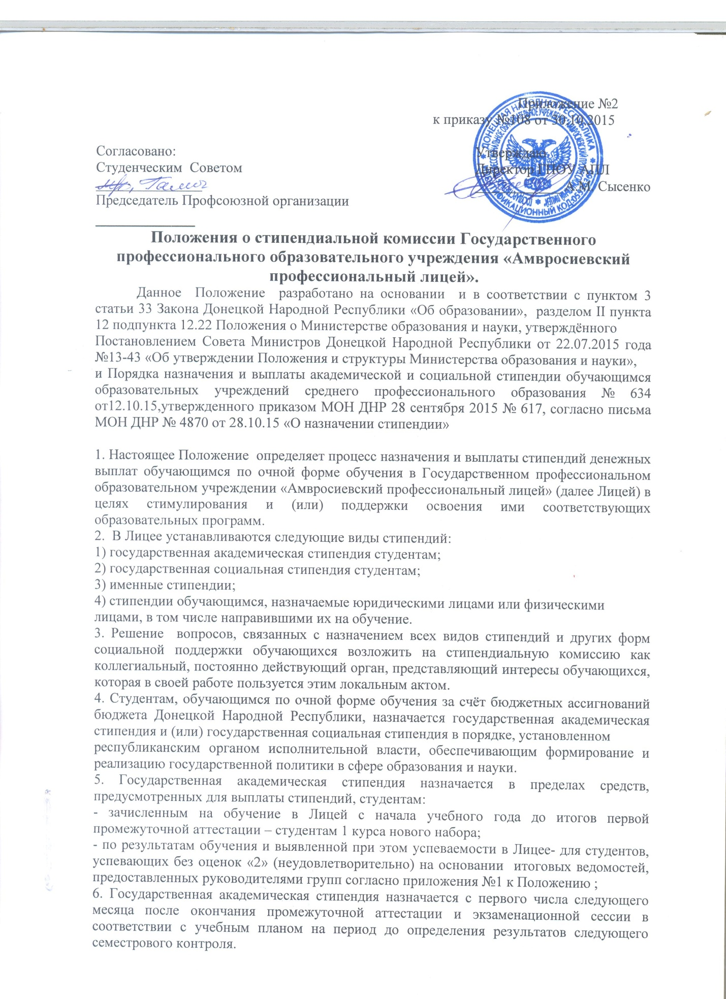 Приложение №2
к приказу №108 от 30.10.2015
Согласовано:
Студенческим Советом
Председатель Профсоюзной организации
Утверждаю
Директор ГПОУ АПЛ
А.М. Сысенко
ДОНЕЦКАЯ НАРОДНАЯ РЕСПУБЛИКА
ИДЕНТИФИКАЦИОННЫЙ КОД
Положения о стипендиальной комиссии Государственного
профессионального образовательного учреждения «Амвросиевский
профессиональный лицей».
Данное Положение разработано на основании и в соответствии с пунктом 3
статьи 33 Закона Донецкой Народной Республики «Об образовании», разделом II пункта
12 подпункта 12.22 Положения о Министерстве образования и науки, утверждённого
Постановлением Совета Министров Донецкой Народной Республики от 22.07.2015 года
№13-43 «Об утверждении Положения и структуры Министерства образования и науки»,
и Порядка назначения и выплаты академической и социальной стипендии обучающимся
образовательных учреждений среднего профессионального образования № 634
от12.10.15,утвержденного приказом МОН ДНР 28 сентября 2015 № 617, согласно письма
МОН ДНР № 4870 от 28.10.15 «О назначении стипендии»
1. Настоящее Положение определяет процесс назначения и выплаты стипендий денежных
выплат обучающимся по очной форме обучения в Государственном профессиональном
образовательном учреждении «Амвросиевский профессиональный лицей» (далее Лицей) в
целях стимулирования и (или) поддержки освоения ими соответствующих
образовательных программ.
2. В Лицее устанавливаются следующие виды стипендий:
1) государственная академическая стипендия студентам;
2) государственная социальная стипендия студентам;
3) именные стипендии;
4) стипендии обучающимся, назначаемые юридическими лицами или физическими
лицами, в том числе направившими их на обучение.
3. Решение вопросов, связанных с назначением всех видов стипендий и других форм
социальной поддержки обучающихся возложить на стипендиальную комиссию как
коллегиальный, постоянно действующий орган, представляющий интересы обучающихся,
которая в своей работе пользуется этим локальным актом.
4. Студентам, обучающимся по очной форме обучения за счёт бюджетных ассигнований
бюджета Донецкой Народной Республики, назначается государственная академическая
стипендия и (или) государственная социальная стипендия в порядке, установленном
республиканским органом исполнительной власти, обеспечивающим формирование и
реализацию государственной политики в сфере образования и науки.
5. Государственная академическая стипендия назначается в пределах средств,
предусмотренных для выплаты стипендий, студентам:
- зачисленным на обучение в Лицей с начала учебного года до итогов первой
промежуточной аттестации – студентам 1 курса нового набора;
- по результатам обучения и выявленной при этом успеваемости в Лицее- для студентов,
успевающих без оценок «2» (неудовлетворительно) на основании итоговых ведомостей,
предоставленных руководителями групп согласно приложения №1 к Положению ;
6. Государственная академическая стипендия назначается с первого числа следующего
месяца после окончания промежуточной аттестации и экзаменационной сессии в
соответствии с учебным планом на период до определения результатов следующего
семестрового контроля.